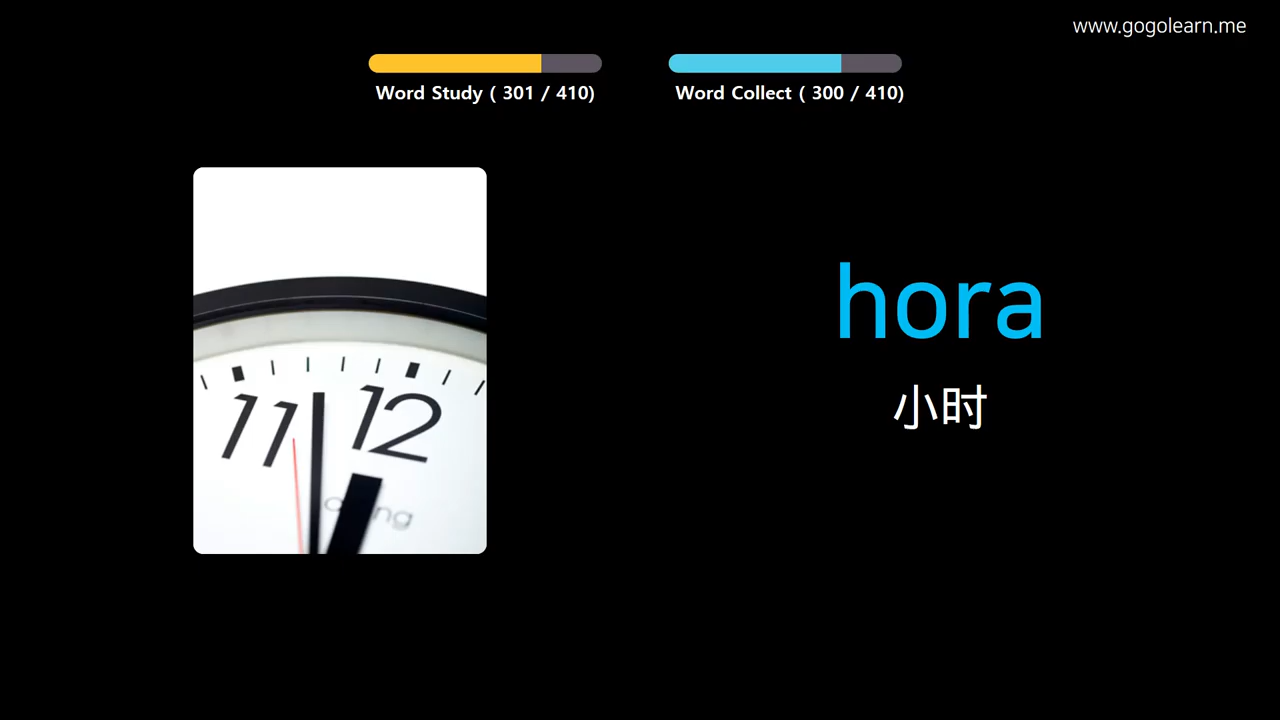 www.gogolearn.me
Word Study ( 301 / 410)
Word Collect ( 300 / 410)
11
12
hora
小时